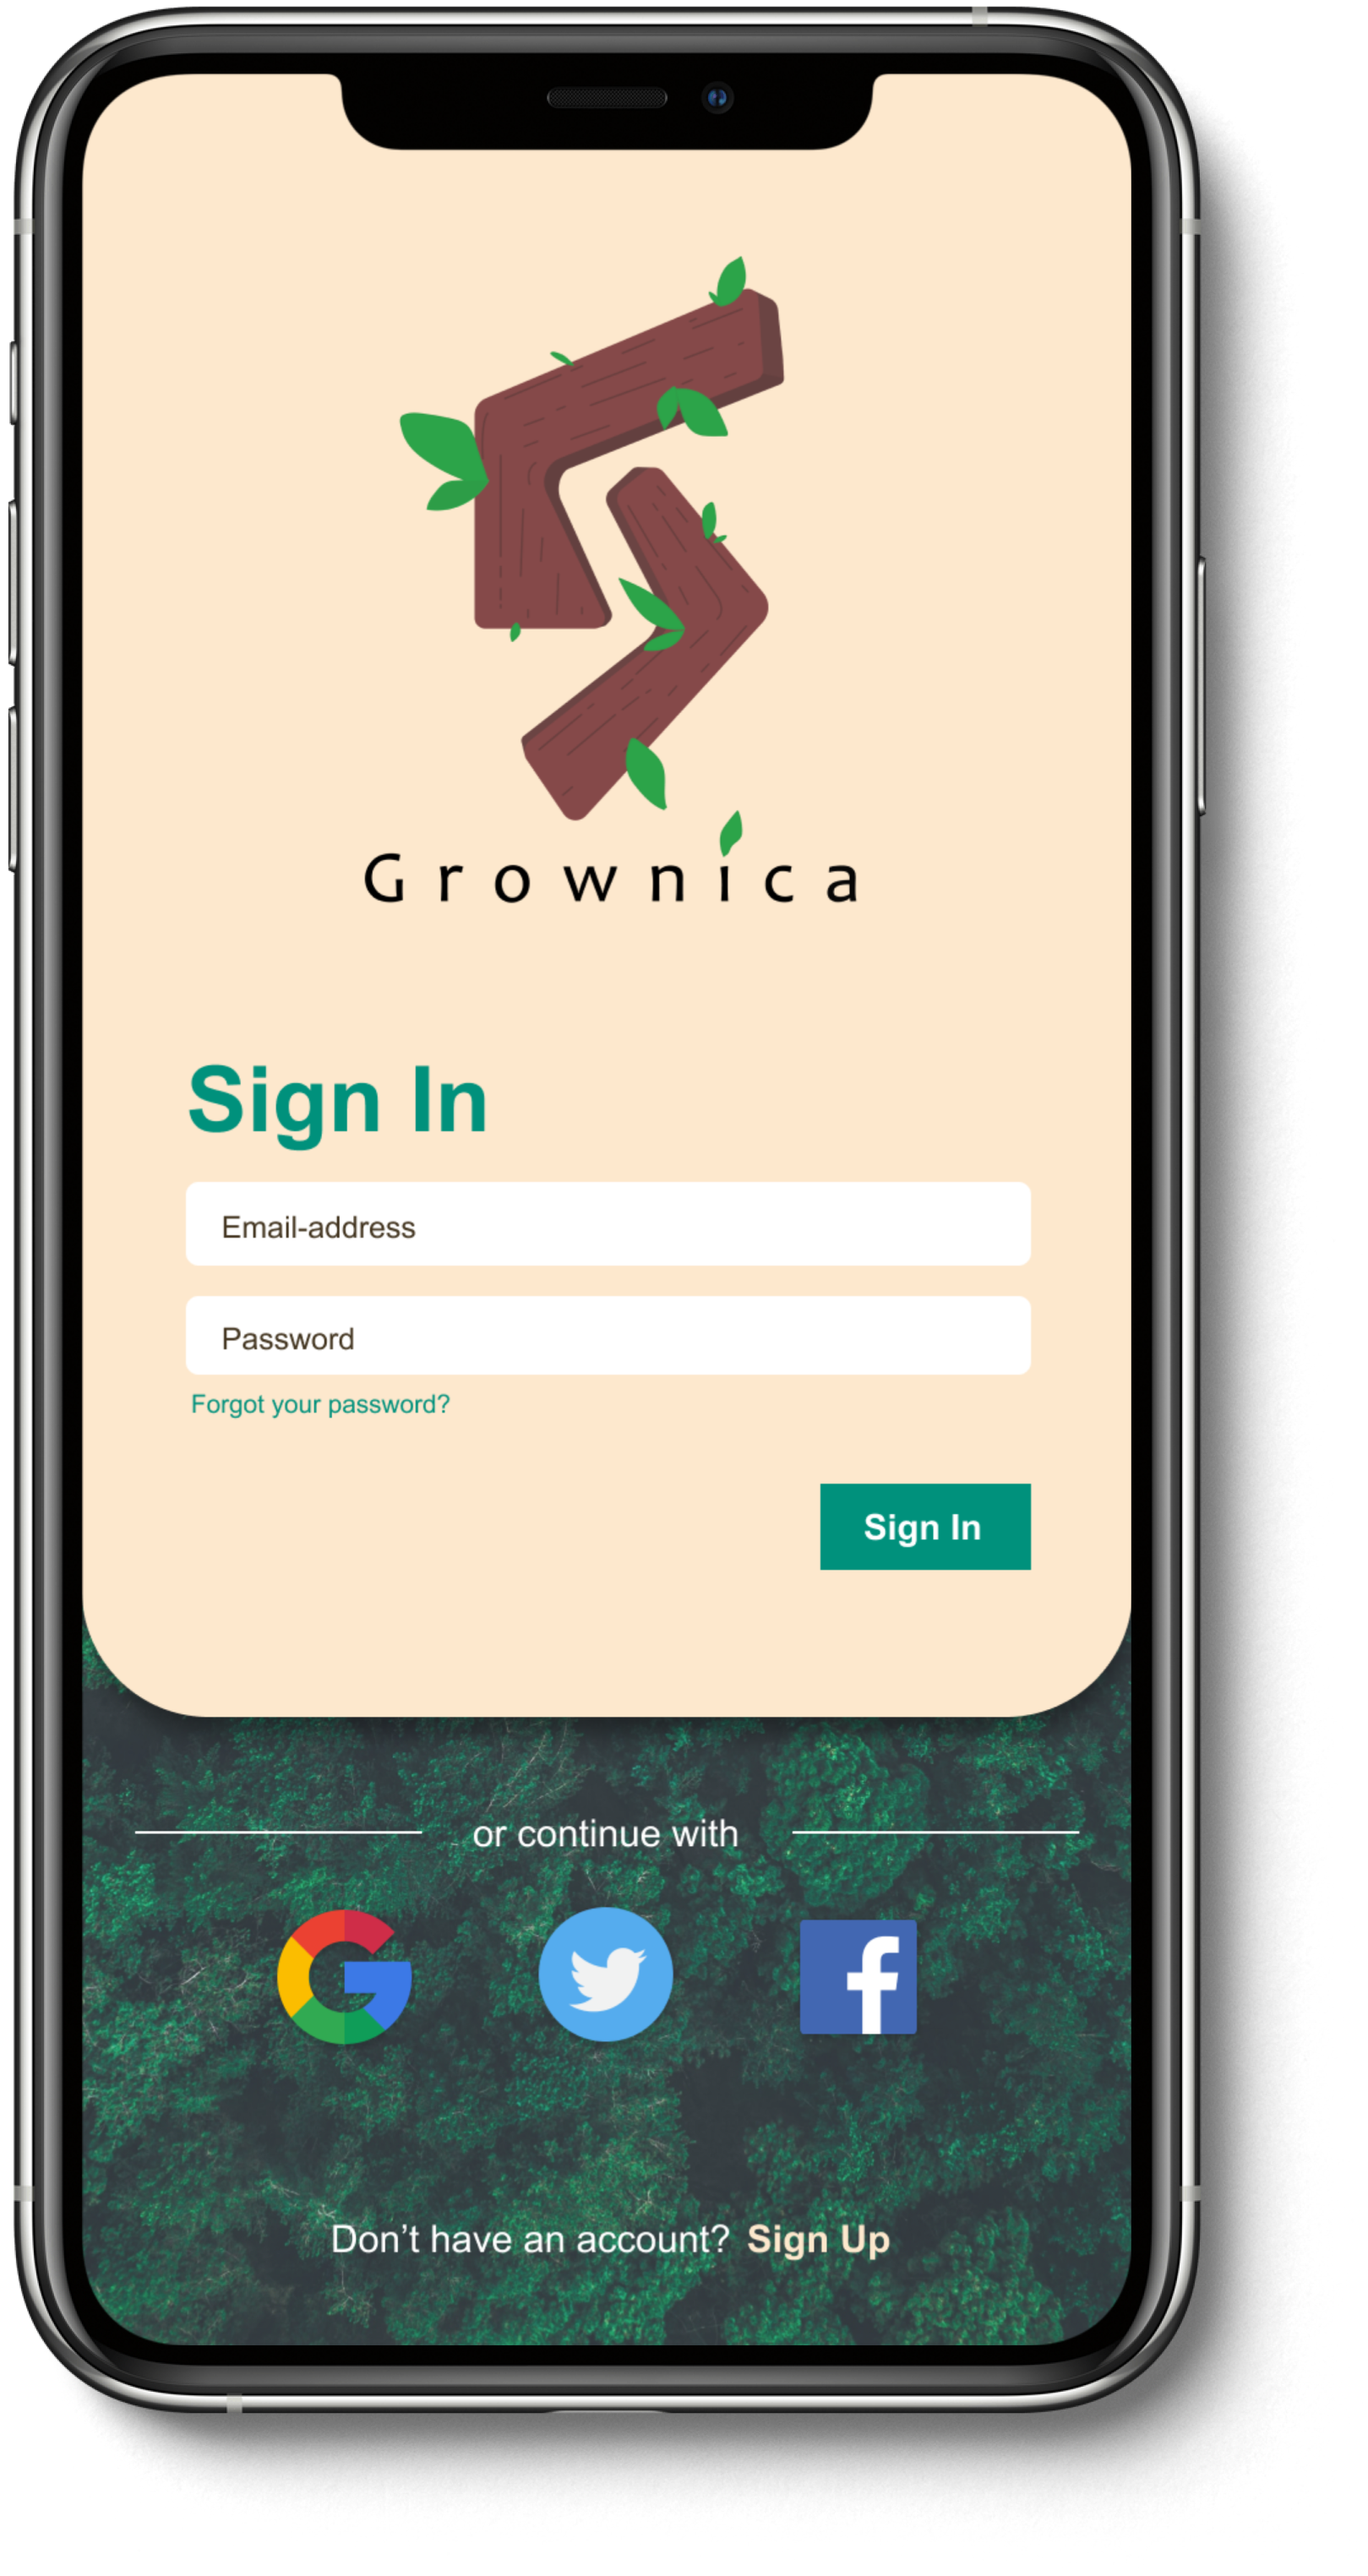 Grownica
Sign In
Email-address
Password
Forgot your password?
Sign In
or continue with
Don’t have an account? Sign Up